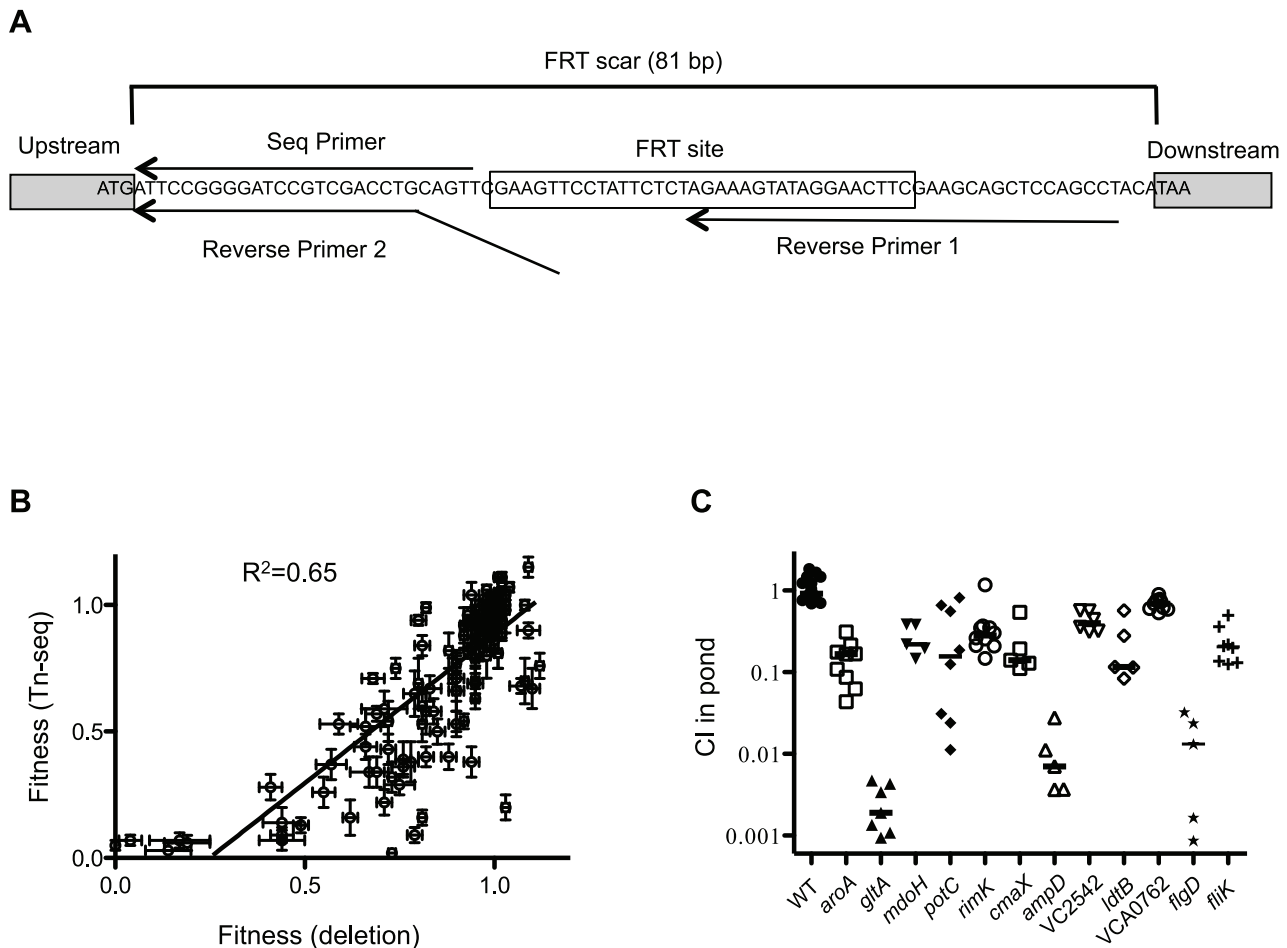 A
FRT scar (81 bp)
Upstream
Seq Primer
FRT site
Downstream
ATGATTCCGGGGATCCGTCGACCTGCAGTTCGAAGTTCCTATTCTCTAGAAAGTATAGGAACTTCGAAGCAGCTCCAGCCTACATAA
Reverse Primer 2
Reverse Primer 1
B
R²=0.65
Fitness (Tn-seq)
1.0
0.5
0.0
0.0 0.5 1.0
Fitness (deletion)
C
CI in pond
1
0.1
0.01
0.001
WT aroA gltA mdoH potC rimK cmaX ampD VC2542 ldtB VCA0762 flgD fliK